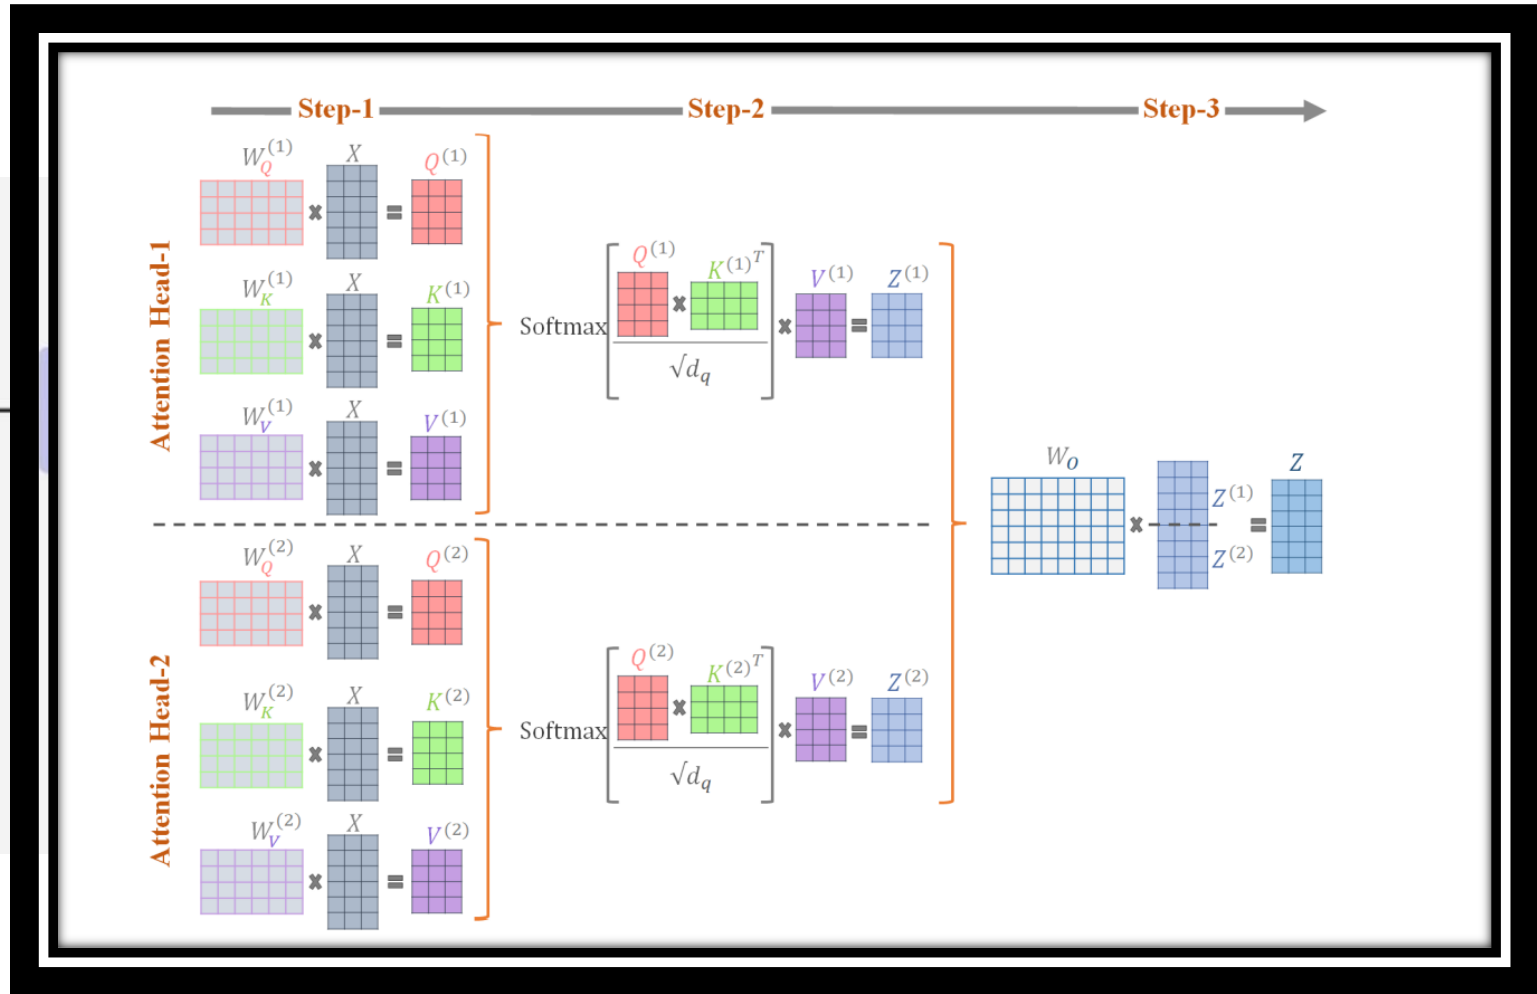 Step-1 Step-2 Step-3
Attention Head-1
W_Q^(1) X Q^(1)
× =
W_K^(1) X K^(1)
× =
W_V^(1) X V^(1)
× =
Softmax [ Q^(1) × K^(1)^T / √d_q ] × V^(1) = Z^(1)
Attention Head-2
W_Q^(2) X Q^(2)
× =
W_K^(2) X K^(2)
× =
W_V^(2) X V^(2)
× =
Softmax [ Q^(2) × K^(2)^T / √d_q ] × V^(2) = Z^(2)
W_O × Z^(1) Z^(2) = Z